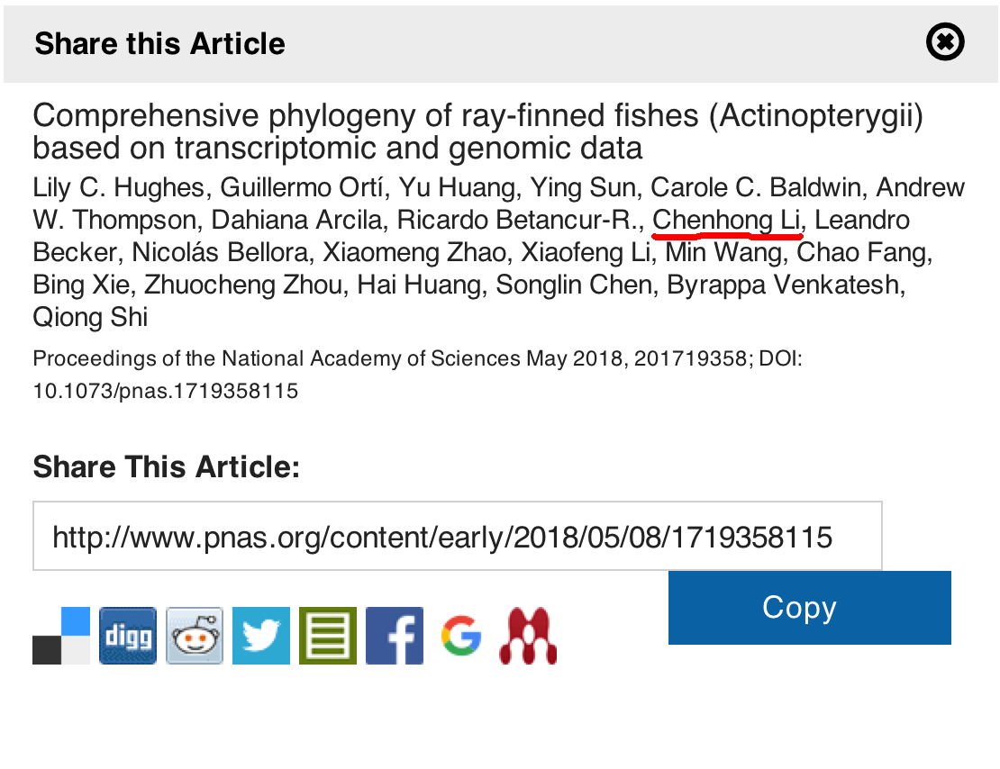 Share this Article
Comprehensive phylogeny of ray-finned fishes (Actinopterygii)
based on transcriptomic and genomic data
Lily C. Hughes, Guillermo Ortí, Yu Huang, Ying Sun, Carole C. Baldwin, Andrew
W. Thompson, Dahiana Arcila, Ricardo Betancur-R., Chenhong Li, Leandro
Becker, Nicolás Bellora, Xiaomeng Zhao, Xiaofeng Li, Min Wang, Chao Fang,
Bing Xie, Zhuocheng Zhou, Hai Huang, Songlin Chen, Byrappa Venkatesh,
Qiong Shi
Proceedings of the National Academy of Sciences May 2018, 201719358; DOI:
10.1073/pnas.1719358115
Share This Article:
http://www.pnas.org/content/early/2018/05/08/1719358115
Copy
digg